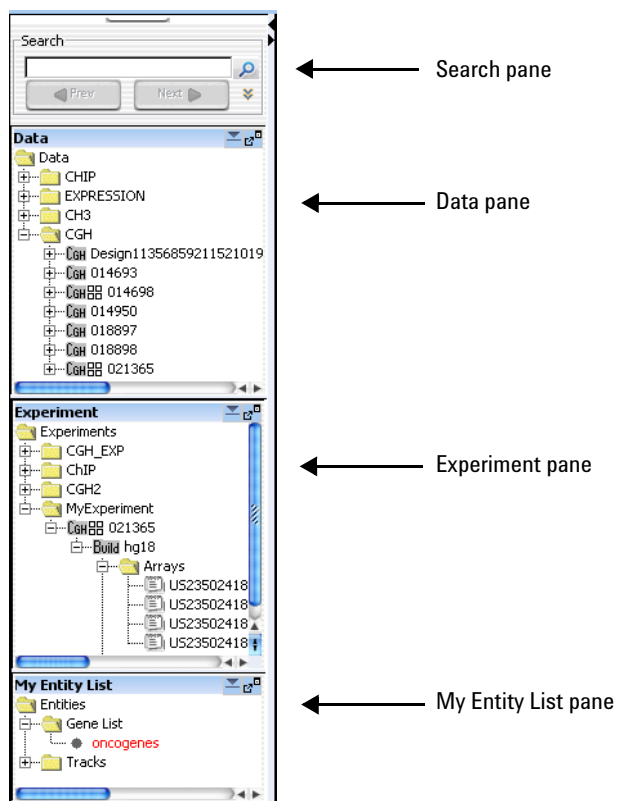 Search
Search pane
Prev
Next
Data
Data
CHIP
EXPRESSION
Data pane
CH3
CGH
CGH Design11356859211521019
CGH 014693
CGH 014698
CGH 014950
CGH 018897
CGH 018898
CGH 021365
Experiment
Experiments
CGH_EXP
ChIP
Experiment pane
CGH2
MyExperiment
CGH 021365
Build hg18
Arrays
US23502418
US23502418
US23502418
US23502418
My Entity List
Entities
My Entity List pane
Gene List
oncogenes
Tracks